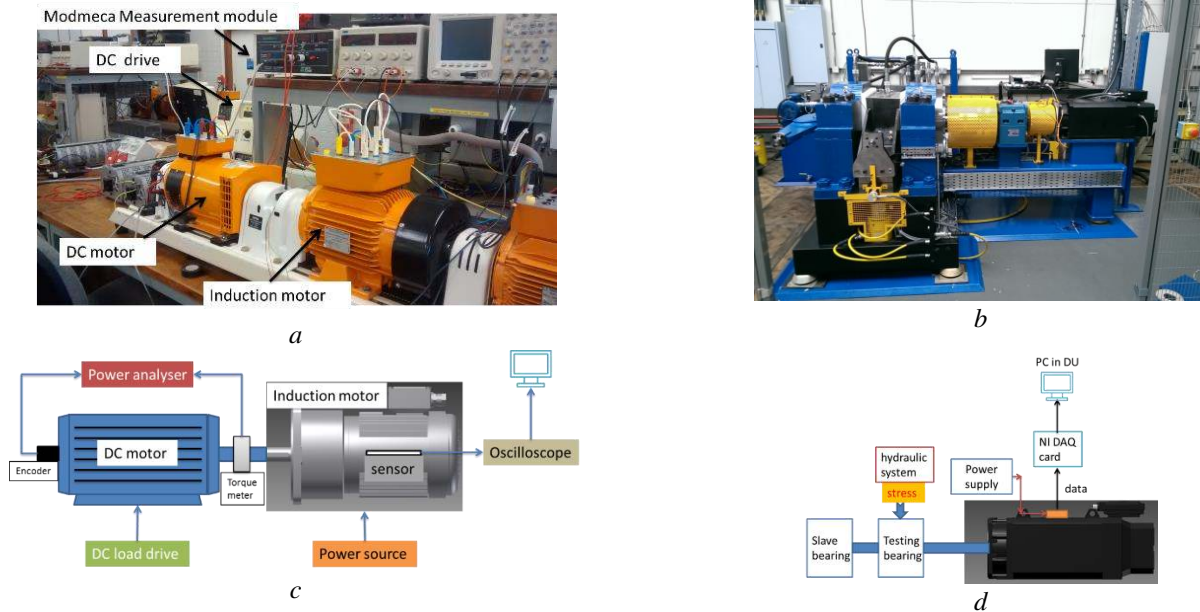 Modmeca Measurement module
DC drive
DC motor
Induction motor
a
b
Power analyser
Induction motor
DC motor
Encoder
Torque
meter
sensor
Oscilloscope
DC load drive
Power source
c
PC in DU
NI DAQ
card
hydraulic
system
stress
Power
supply
data
Slave
bearing
Testing
bearing
d